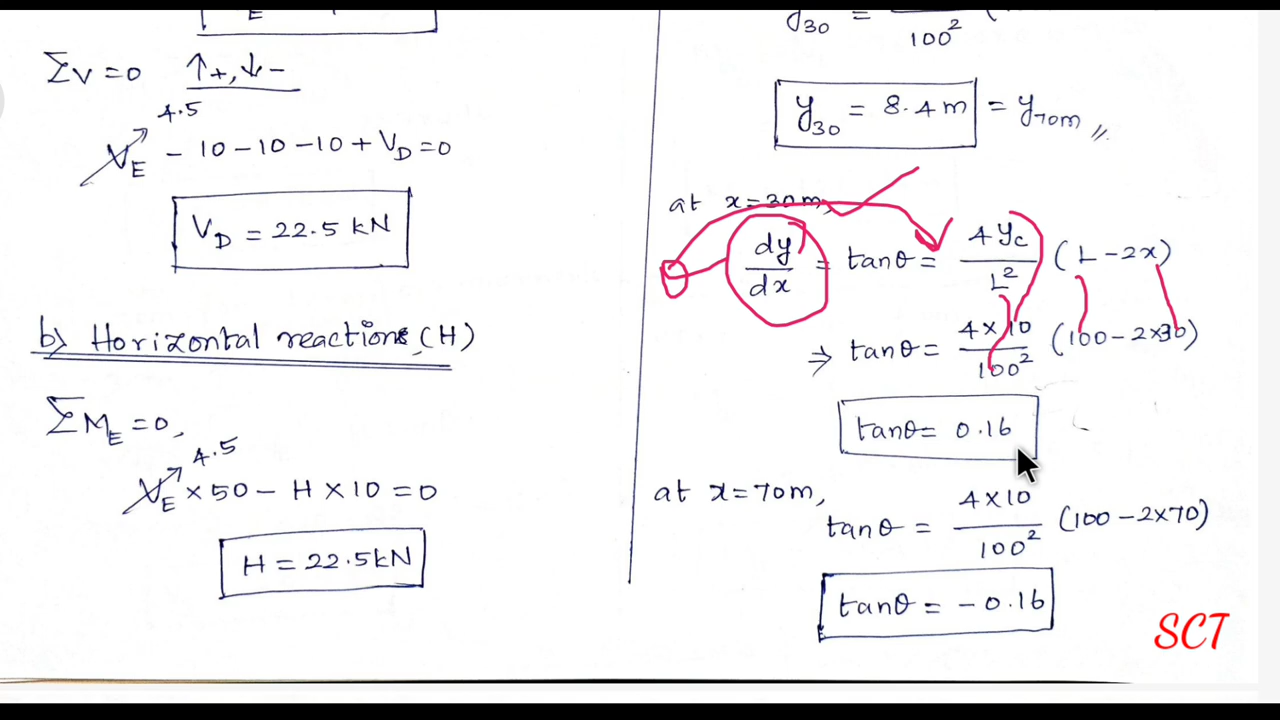 ΣV = 0 ↑+, ↓-
4.5
V_E - 10 - 10 - 10 + V_D = 0
V_D = 22.5 kN
b) Horizontal reactions (H)
ΣM_E = 0,
4.5
V_E × 50 - H × 10 = 0
H = 22.5 kN
y_30 = 100²
y_30 = 8.4 m = y_70m
at x = 30 m,
dy/dx = tanθ = 4y_c/L² (L - 2x)
⇒ tanθ = 4×10/100² (100 - 2×30)
tanθ = 0.16
at x = 70 m,
tanθ = 4×10/100² (100 - 2×70)
tanθ = -0.16
SCT